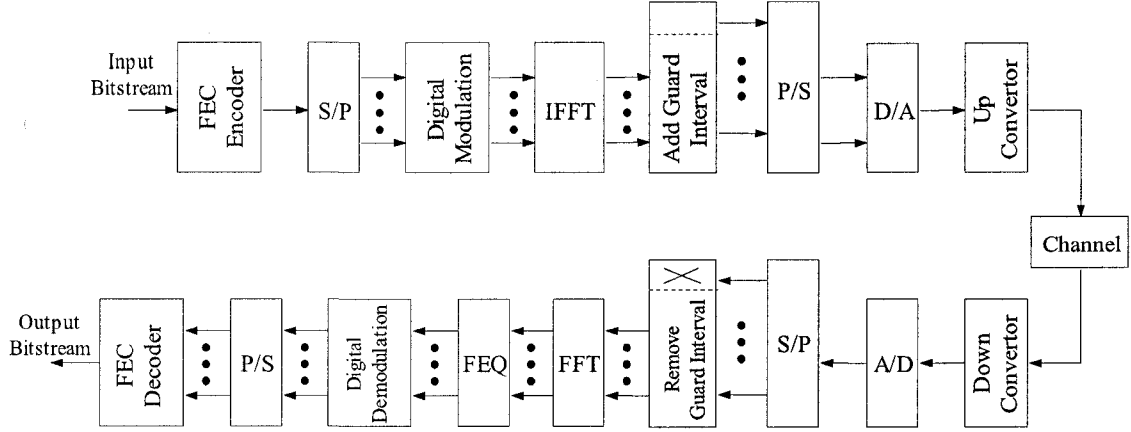 Input
Bitstream
FEC
Encoder
S/P
Digital
Modulation
IFFT
Add Guard
Interval
P/S
D/A
Up
Convertor
Channel
Output
Bitstream
FEC
Decoder
P/S
Digital
Demodulation
FEQ
FFT
Remove
Guard Interval
S/P
A/D
Down
Convertor